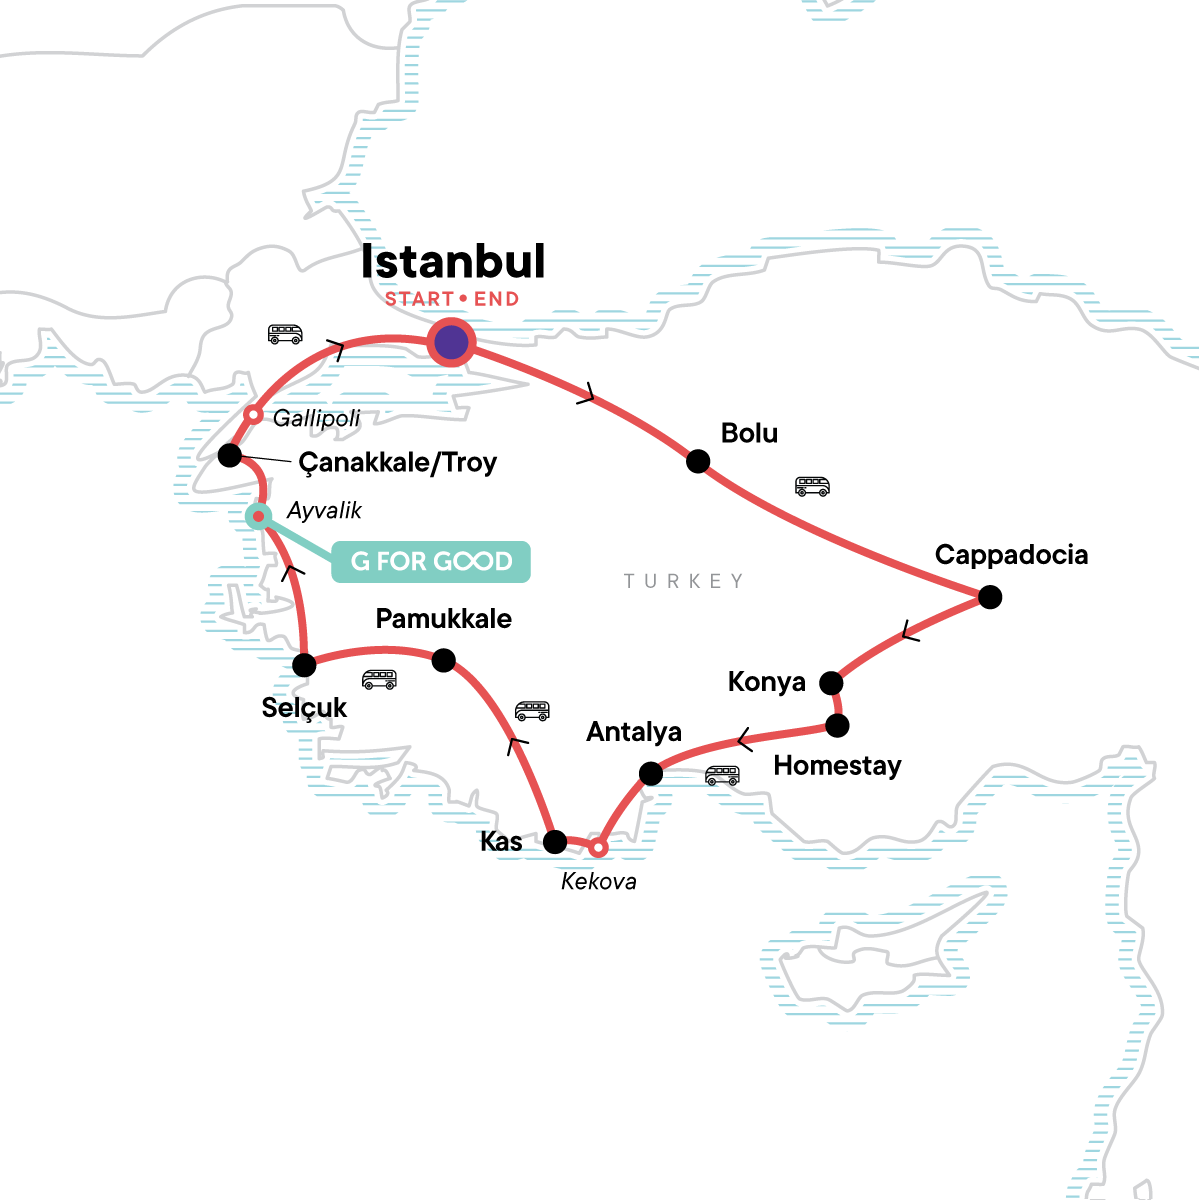 Istanbul
START • END
Gallipoli
Bolu
Çanakkale/Troy
Ayvalik
G FOR GOOD
Cappadocia
TURKEY
Pamukkale
Konya
Selçuk
Antalya
Homestay
Kas
Kekova